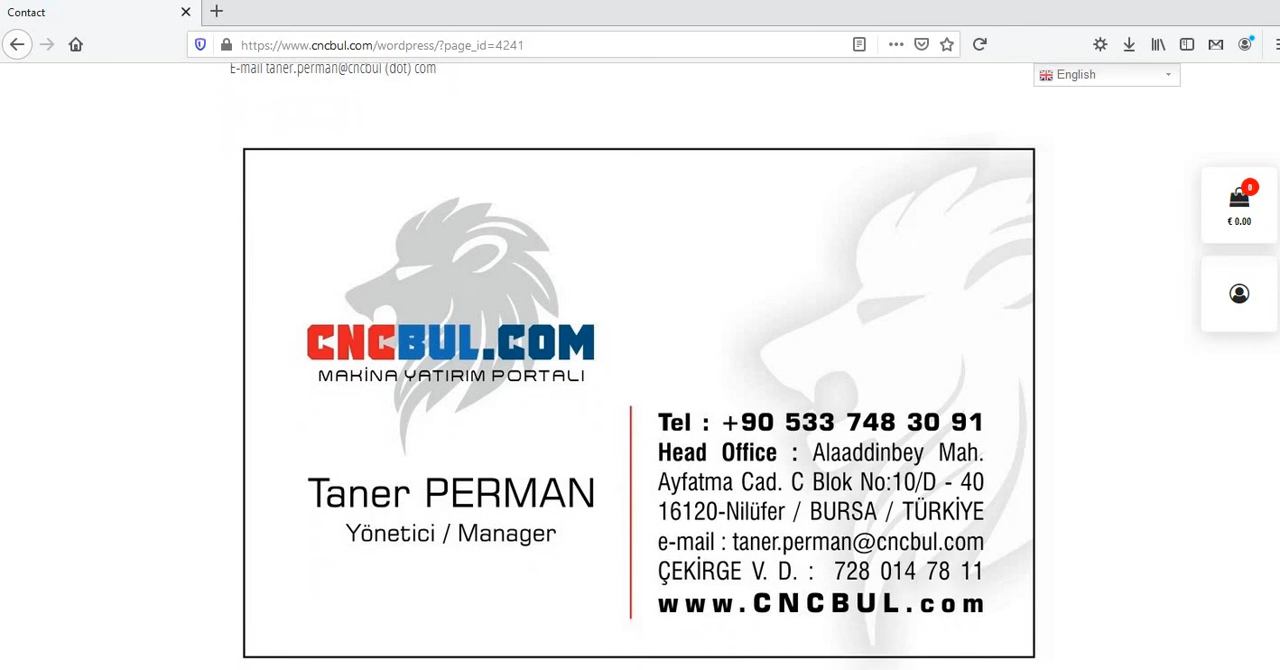 Contact
https://www.cncbul.com/wordpress/?page_id=4241
E-mail taner.perman@cncbul (dot) com
English
0
€ 0.00
CNCBUL.COM
MAKİNA YATIRIM PORTALI
Taner PERMAN
Yönetici / Manager
Tel : +90 533 748 30 91
Head Office : Alaaddinbey Mah.
Ayfatma Cad. C Blok No:10/D - 40
16120-Nilüfer / BURSA / TÜRKİYE
e-mail : taner.perman@cncbul.com
ÇEKİRGE V. D. : 728 014 78 11
www.CNCBUL.com